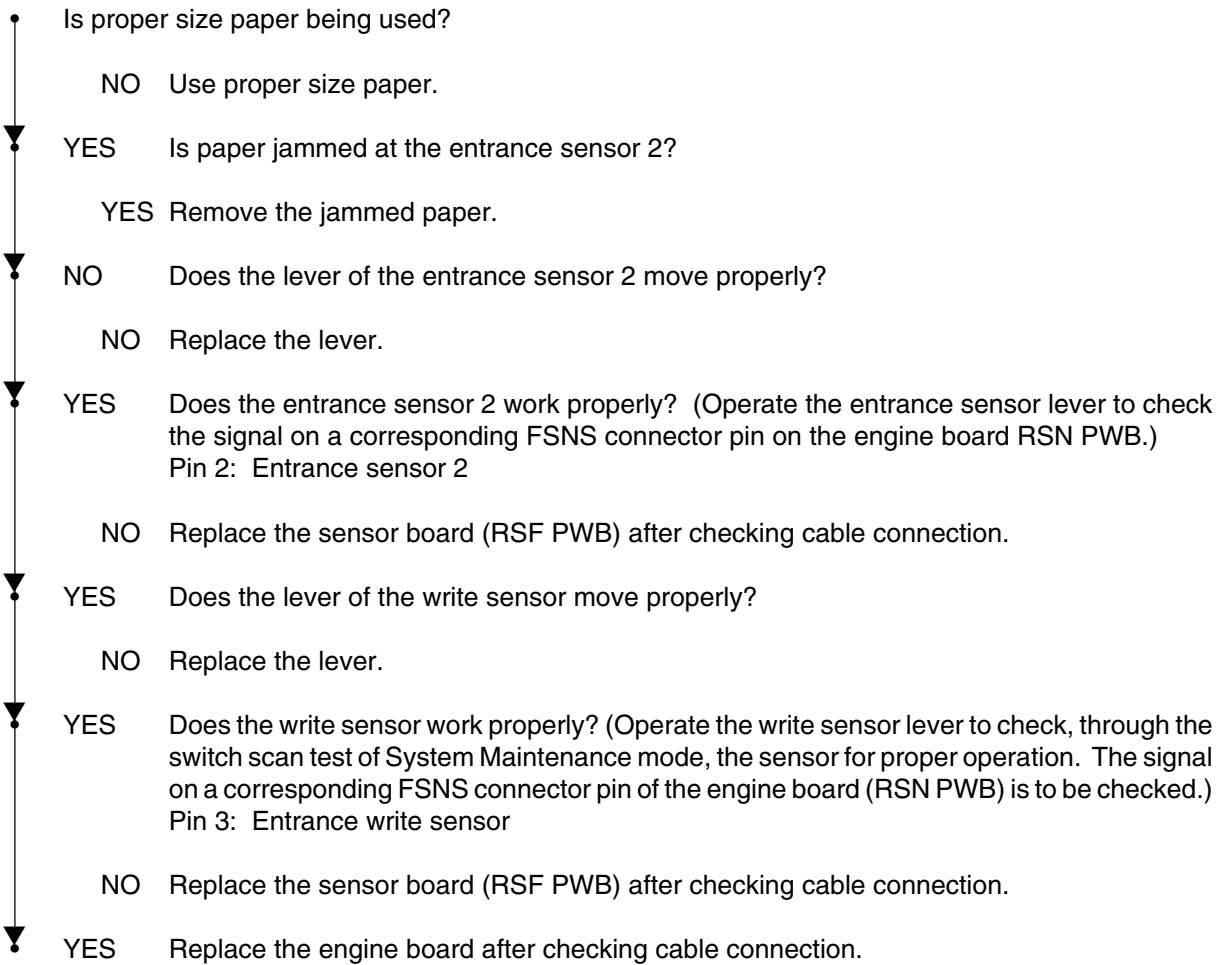 Is proper size paper being used?
NO Use proper size paper.
YES Is paper jammed at the entrance sensor 2?
YES Remove the jammed paper.
NO Does the lever of the entrance sensor 2 move properly?
NO Replace the lever.
YES Does the entrance sensor 2 work properly? (Operate the entrance sensor lever to check
the signal on a corresponding FSNS connector pin on the engine board RSN PWB.)
Pin 2: Entrance sensor 2
NO Replace the sensor board (RSF PWB) after checking cable connection.
YES Does the lever of the write sensor move properly?
NO Replace the lever.
YES Does the write sensor work properly? (Operate the write sensor lever to check, through the
switch scan test of System Maintenance mode, the sensor for proper operation. The signal
on a corresponding FSNS connector pin of the engine board (RSN PWB) is to be checked.)
Pin 3: Entrance write sensor
NO Replace the sensor board (RSF PWB) after checking cable connection.
YES Replace the engine board after checking cable connection.